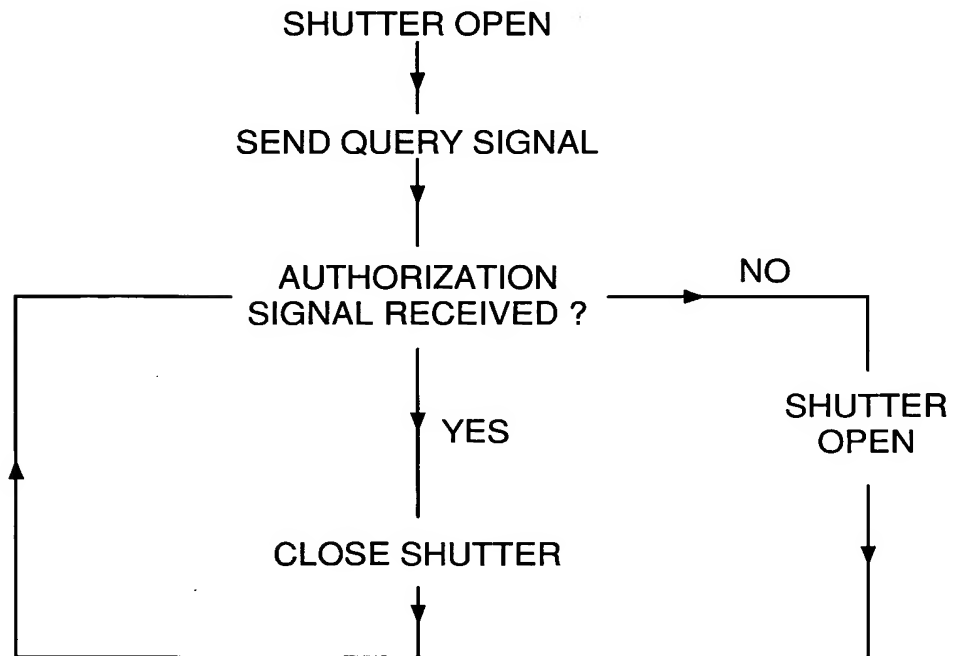 SHUTTER OPEN
SEND QUERY SIGNAL
AUTHORIZATION
SIGNAL RECEIVED ?
NO
YES
SHUTTER
OPEN
CLOSE SHUTTER